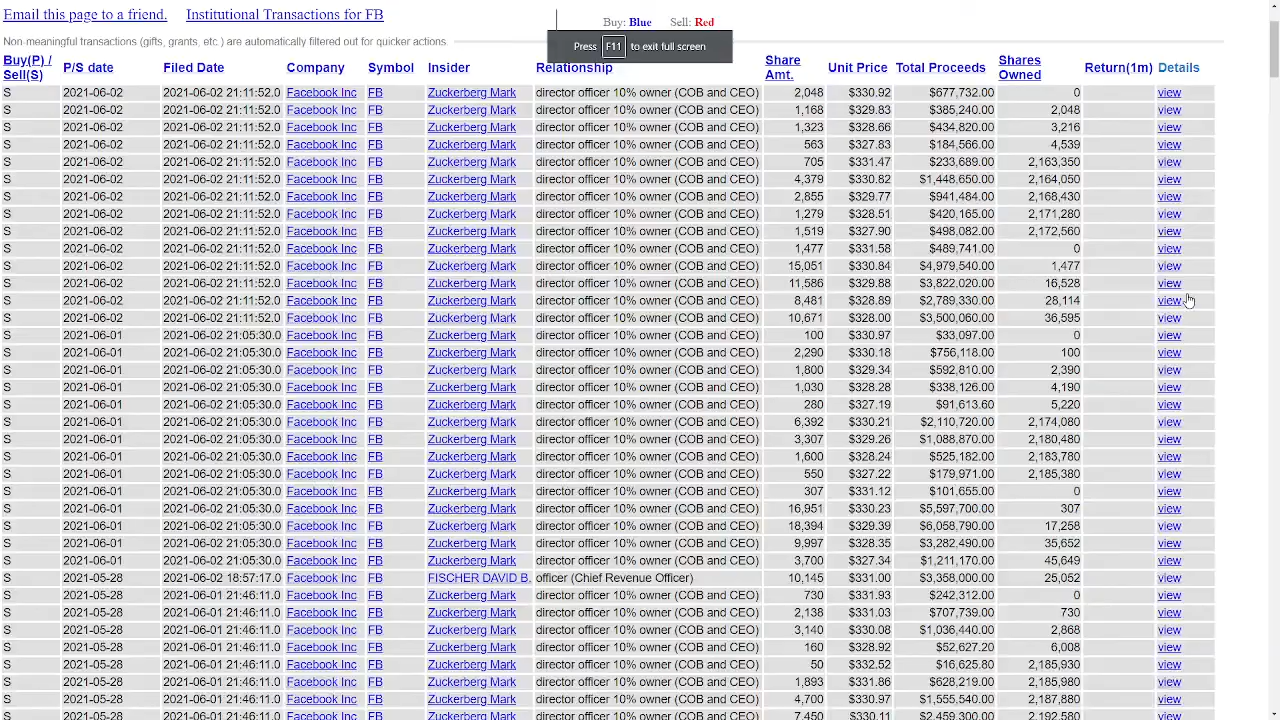 Email this page to a friend. Institutional Transactions for FB
Buy: Blue Sell: Red
Non-meaningful transactions (gifts, grants, etc.) are automatically filtered out for quicker actions.
Press F11 to exit full screen
Buy(P) / Sell(S) P/S date Filed Date Company Symbol Insider Relationship Share Amt. Unit Price Total Proceeds Shares Owned Return(1m) Details
S 2021-06-02 2021-06-02 21:11:52.0 Facebook Inc FB Zuckerberg Mark director officer 10% owner (COB and CEO) 2,048 $330.92 $677,732.00 0 view
S 2021-06-02 2021-06-02 21:11:52.0 Facebook Inc FB Zuckerberg Mark director officer 10% owner (COB and CEO) 1,168 $329.83 $385,240.00 2,048 view
S 2021-06-02 2021-06-02 21:11:52.0 Facebook Inc FB Zuckerberg Mark director officer 10% owner (COB and CEO) 1,323 $328.66 $434,820.00 3,216 view
S 2021-06-02 2021-06-02 21:11:52.0 Facebook Inc FB Zuckerberg Mark director officer 10% owner (COB and CEO) 563 $327.83 $184,566.00 4,539 view
S 2021-06-02 2021-06-02 21:11:52.0 Facebook Inc FB Zuckerberg Mark director officer 10% owner (COB and CEO) 705 $331.47 $233,689.00 2,163,350 view
S 2021-06-02 2021-06-02 21:11:52.0 Facebook Inc FB Zuckerberg Mark director officer 10% owner (COB and CEO) 4,379 $330.82 $1,448,650.00 2,164,050 view
S 2021-06-02 2021-06-02 21:11:52.0 Facebook Inc FB Zuckerberg Mark director officer 10% owner (COB and CEO) 2,855 $329.77 $941,484.00 2,168,430 view
S 2021-06-02 2021-06-02 21:11:52.0 Facebook Inc FB Zuckerberg Mark director officer 10% owner (COB and CEO) 1,279 $328.51 $420,165.00 2,171,280 view
S 2021-06-02 2021-06-02 21:11:52.0 Facebook Inc FB Zuckerberg Mark director officer 10% owner (COB and CEO) 1,519 $327.90 $498,082.00 2,172,560 view
S 2021-06-02 2021-06-02 21:11:52.0 Facebook Inc FB Zuckerberg Mark director officer 10% owner (COB and CEO) 1,477 $331.58 $489,741.00 0 view
S 2021-06-02 2021-06-02 21:11:52.0 Facebook Inc FB Zuckerberg Mark director officer 10% owner (COB and CEO) 15,051 $330.84 $4,979,540.00 1,477 view
S 2021-06-02 2021-06-02 21:11:52.0 Facebook Inc FB Zuckerberg Mark director officer 10% owner (COB and CEO) 11,586 $329.88 $3,822,020.00 16,528 view
S 2021-06-02 2021-06-02 21:11:52.0 Facebook Inc FB Zuckerberg Mark director officer 10% owner (COB and CEO) 8,481 $328.89 $2,789,330.00 28,114 view
S 2021-06-02 2021-06-02 21:11:52.0 Facebook Inc FB Zuckerberg Mark director officer 10% owner (COB and CEO) 10,671 $328.00 $3,500,060.00 36,595 view
S 2021-06-01 2021-06-02 21:05:30.0 Facebook Inc FB Zuckerberg Mark director officer 10% owner (COB and CEO) 100 $330.97 $33,097.00 0 view
S 2021-06-01 2021-06-02 21:05:30.0 Facebook Inc FB Zuckerberg Mark director officer 10% owner (COB and CEO) 2,290 $330.18 $756,118.00 100 view
S 2021-06-01 2021-06-02 21:05:30.0 Facebook Inc FB Zuckerberg Mark director officer 10% owner (COB and CEO) 1,800 $329.34 $592,810.00 2,390 view
S 2021-06-01 2021-06-02 21:05:30.0 Facebook Inc FB Zuckerberg Mark director officer 10% owner (COB and CEO) 1,030 $328.28 $338,126.00 4,190 view
S 2021-06-01 2021-06-02 21:05:30.0 Facebook Inc FB Zuckerberg Mark director officer 10% owner (COB and CEO) 280 $327.19 $91,613.60 5,220 view
S 2021-06-01 2021-06-02 21:05:30.0 Facebook Inc FB Zuckerberg Mark director officer 10% owner (COB and CEO) 6,392 $330.21 $2,110,720.00 2,174,080 view
S 2021-06-01 2021-06-02 21:05:30.0 Facebook Inc FB Zuckerberg Mark director officer 10% owner (COB and CEO) 3,307 $329.26 $1,088,870.00 2,180,480 view
S 2021-06-01 2021-06-02 21:05:30.0 Facebook Inc FB Zuckerberg Mark director officer 10% owner (COB and CEO) 1,600 $328.24 $525,182.00 2,183,780 view
S 2021-06-01 2021-06-02 21:05:30.0 Facebook Inc FB Zuckerberg Mark director officer 10% owner (COB and CEO) 550 $327.22 $179,971.00 2,185,380 view
S 2021-06-01 2021-06-02 21:05:30.0 Facebook Inc FB Zuckerberg Mark director officer 10% owner (COB and CEO) 307 $331.12 $101,655.00 0 view
S 2021-06-01 2021-06-02 21:05:30.0 Facebook Inc FB Zuckerberg Mark director officer 10% owner (COB and CEO) 16,951 $330.23 $5,597,700.00 307 view
S 2021-06-01 2021-06-02 21:05:30.0 Facebook Inc FB Zuckerberg Mark director officer 10% owner (COB and CEO) 18,394 $329.39 $6,058,790.00 17,258 view
S 2021-06-01 2021-06-02 21:05:30.0 Facebook Inc FB Zuckerberg Mark director officer 10% owner (COB and CEO) 9,997 $328.35 $3,282,490.00 35,652 view
S 2021-06-01 2021-06-02 21:05:30.0 Facebook Inc FB Zuckerberg Mark director officer 10% owner (COB and CEO) 3,700 $327.34 $1,211,170.00 45,649 view
S 2021-05-28 2021-06-02 18:57:17.0 Facebook Inc FB FISCHER DAVID B. officer (Chief Revenue Officer) 10,145 $331.00 $3,358,000.00 25,052 view
S 2021-05-28 2021-06-01 21:46:11.0 Facebook Inc FB Zuckerberg Mark director officer 10% owner (COB and CEO) 730 $331.93 $242,312.00 0 view
S 2021-05-28 2021-06-01 21:46:11.0 Facebook Inc FB Zuckerberg Mark director officer 10% owner (COB and CEO) 2,138 $331.03 $707,739.00 730 view
S 2021-05-28 2021-06-01 21:46:11.0 Facebook Inc FB Zuckerberg Mark director officer 10% owner (COB and CEO) 3,140 $330.08 $1,036,440.00 2,868 view
S 2021-05-28 2021-06-01 21:46:11.0 Facebook Inc FB Zuckerberg Mark director officer 10% owner (COB and CEO) 160 $328.92 $52,627.20 6,008 view
S 2021-05-28 2021-06-01 21:46:11.0 Facebook Inc FB Zuckerberg Mark director officer 10% owner (COB and CEO) 50 $332.52 $16,625.80 2,185,930 view
S 2021-05-28 2021-06-01 21:46:11.0 Facebook Inc FB Zuckerberg Mark director officer 10% owner (COB and CEO) 1,893 $331.86 $628,219.00 2,185,980 view
S 2021-05-28 2021-06-01 21:46:11.0 Facebook Inc FB Zuckerberg Mark director officer 10% owner (COB and CEO) 4,700 $330.97 $1,555,540.00 2,187,880 view
S 2021-05-28 2021-06-01 21:46:11.0 Facebook Inc FB Zuckerberg Mark director officer 10% owner (COB and CEO) 7,450 $330.11 $2,459,300.00 2,192,580 view